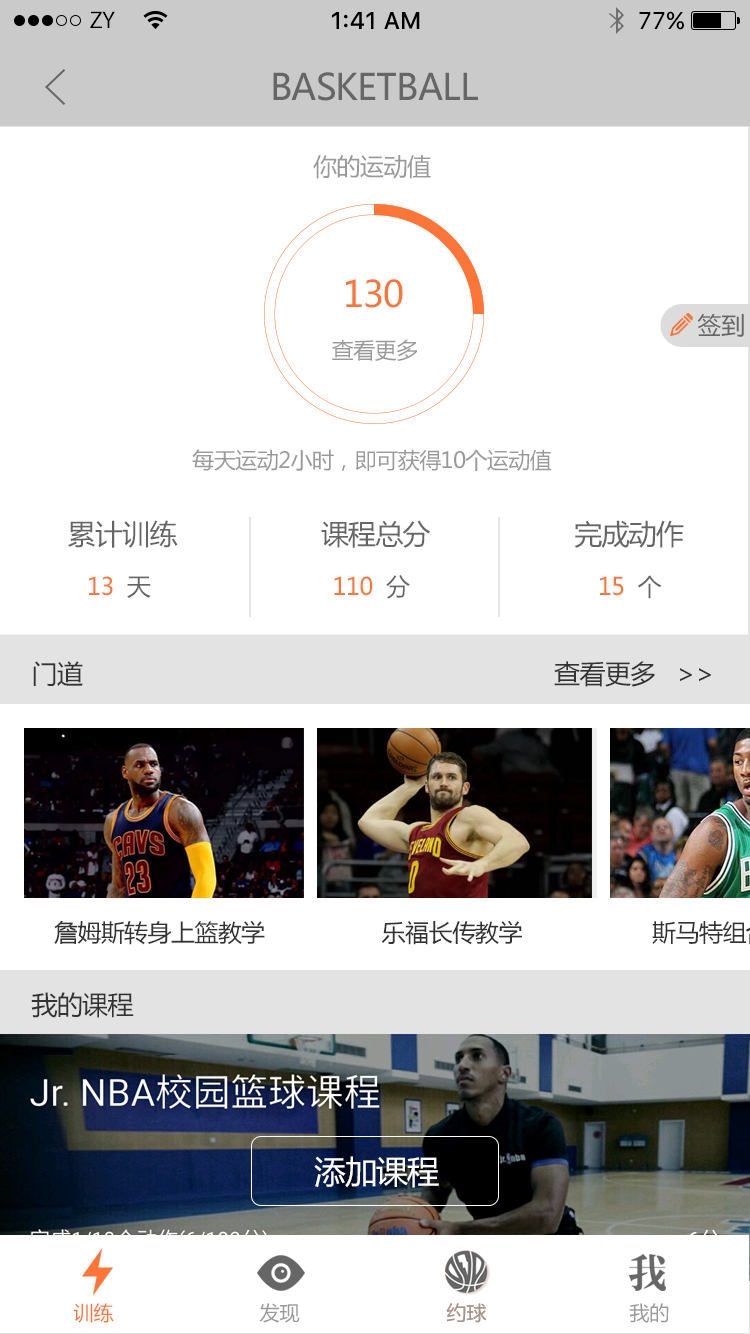 ZY 1:41 AM 77%
BASKETBALL
你的运动值
130
查看更多
签到
每天运动2小时，即可获得10个运动值
累计训练 课程总分 完成动作
13 天 110 分 15 个
门道 查看更多 >>
CAVS
23
CLEVELAND
0
詹姆斯转身上篮教学 乐福长传教学 斯马特组合
我的课程
Jr. NBA校园篮球课程
添加课程
训练 发现 约球 我的